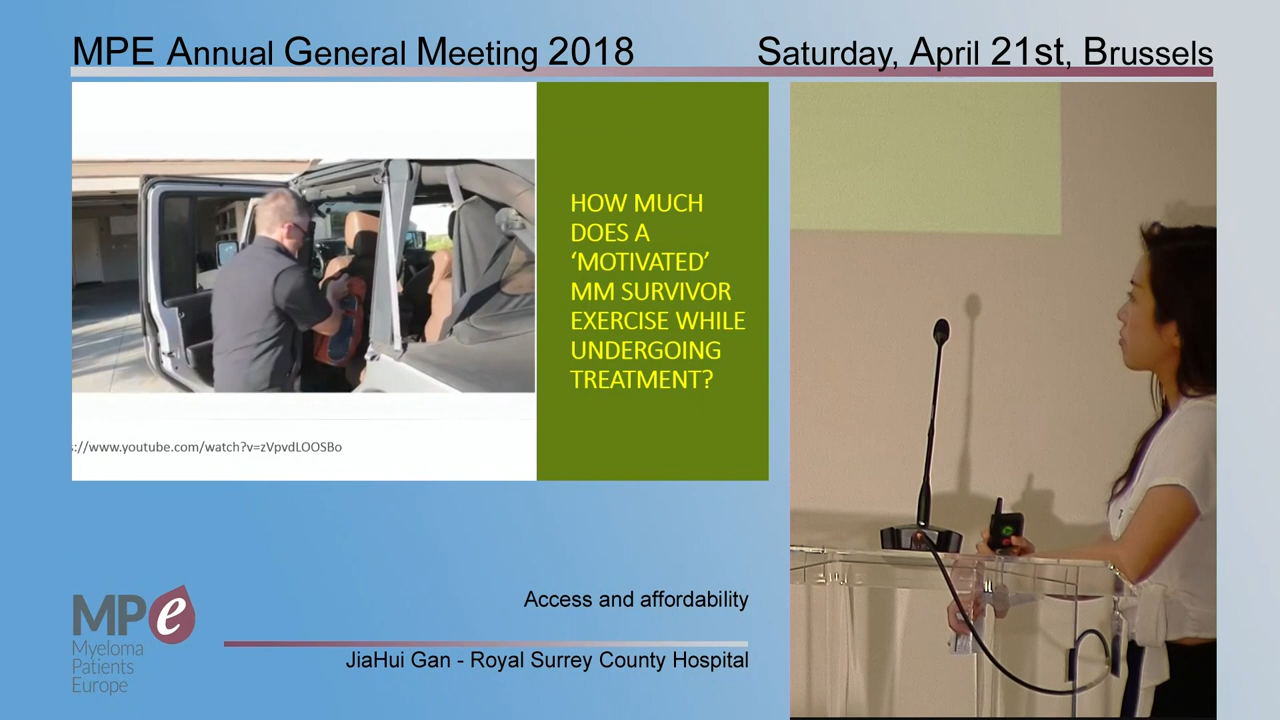 MPE Annual General Meeting 2018
Saturday, April 21st, Brussels
HOW MUCH
DOES A
‘MOTIVATED’
MM SURVIVOR
EXERCISE WHILE
UNDERGOING
TREATMENT?
s://www.youtube.com/watch?v=zVpvdLOOSBo
Access and affordability
JiaHui Gan - Royal Surrey County Hospital
MPe
Myeloma
Patients
Europe